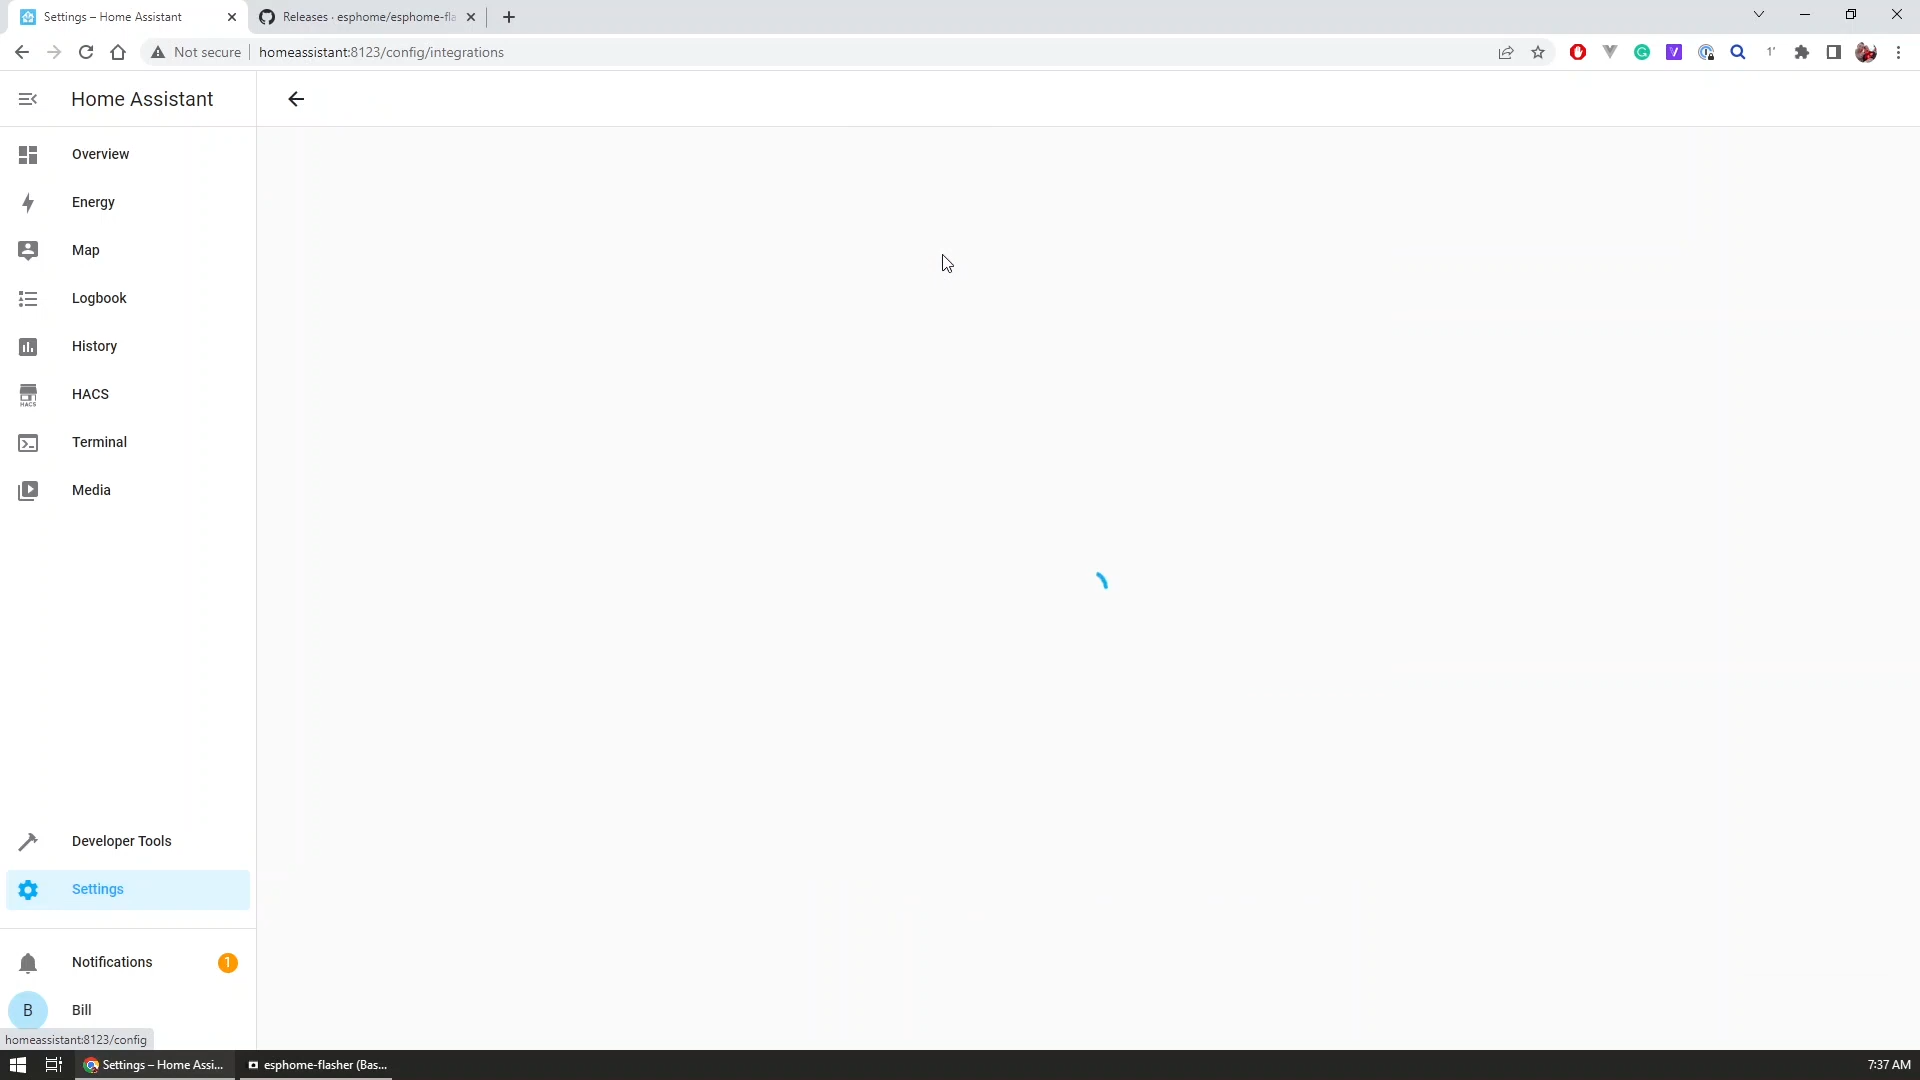 Settings – Home Assistant
Releases · esphome/esphome-fla
Not secure
homeassistant:8123/config/integrations
Home Assistant
Overview
Energy
Map
Logbook
History
HACS
HACS
Terminal
Media
Developer Tools
Settings
Notifications
1
B
Bill
homeassistant:8123/config
Settings – Home Assi...
esphome-flasher (Bas...
7:37 AM